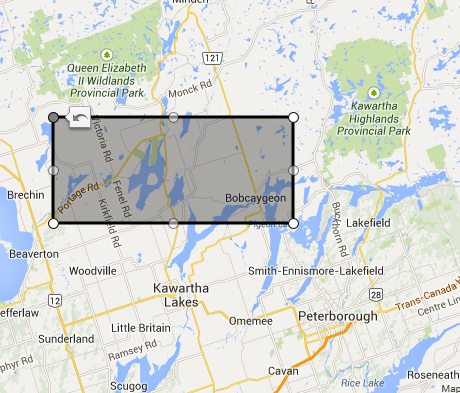 Minden
121
Queen Elizabeth
II Wildlands
Provincial Park
Monck Rd
Kawartha
Highlands
Provincial Park
Victoria Rd
Brechin
Portage Rd
Fenel Rd
Kirkfield Rd
Bobcaygeon
Buckhorn Rd
Lakefield
Beaverton
Woodville
Smith-Ennismore-Lakefield
12
Kawartha
Lakes
28
Trans-Canada H
Centre Lin
efferlaw
Little Britain
Omemee
Peterborough
Sunderland
Ramsey Rd
phyr Rd
Scugog
Cavan
Rice Lake
Roseneath
Map